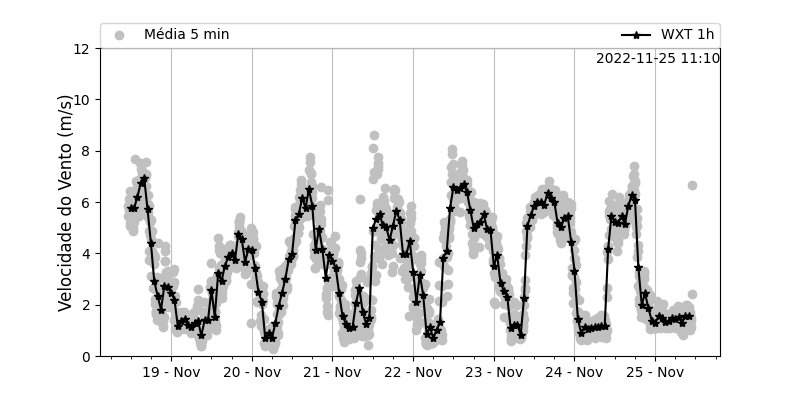 Média 5 min
WXT 1h
2022-11-25 11:10
Velocidade do Vento (m/s)
12
10
8
6
4
2
0
19 - Nov
20 - Nov
21 - Nov
22 - Nov
23 - Nov
24 - Nov
25 - Nov